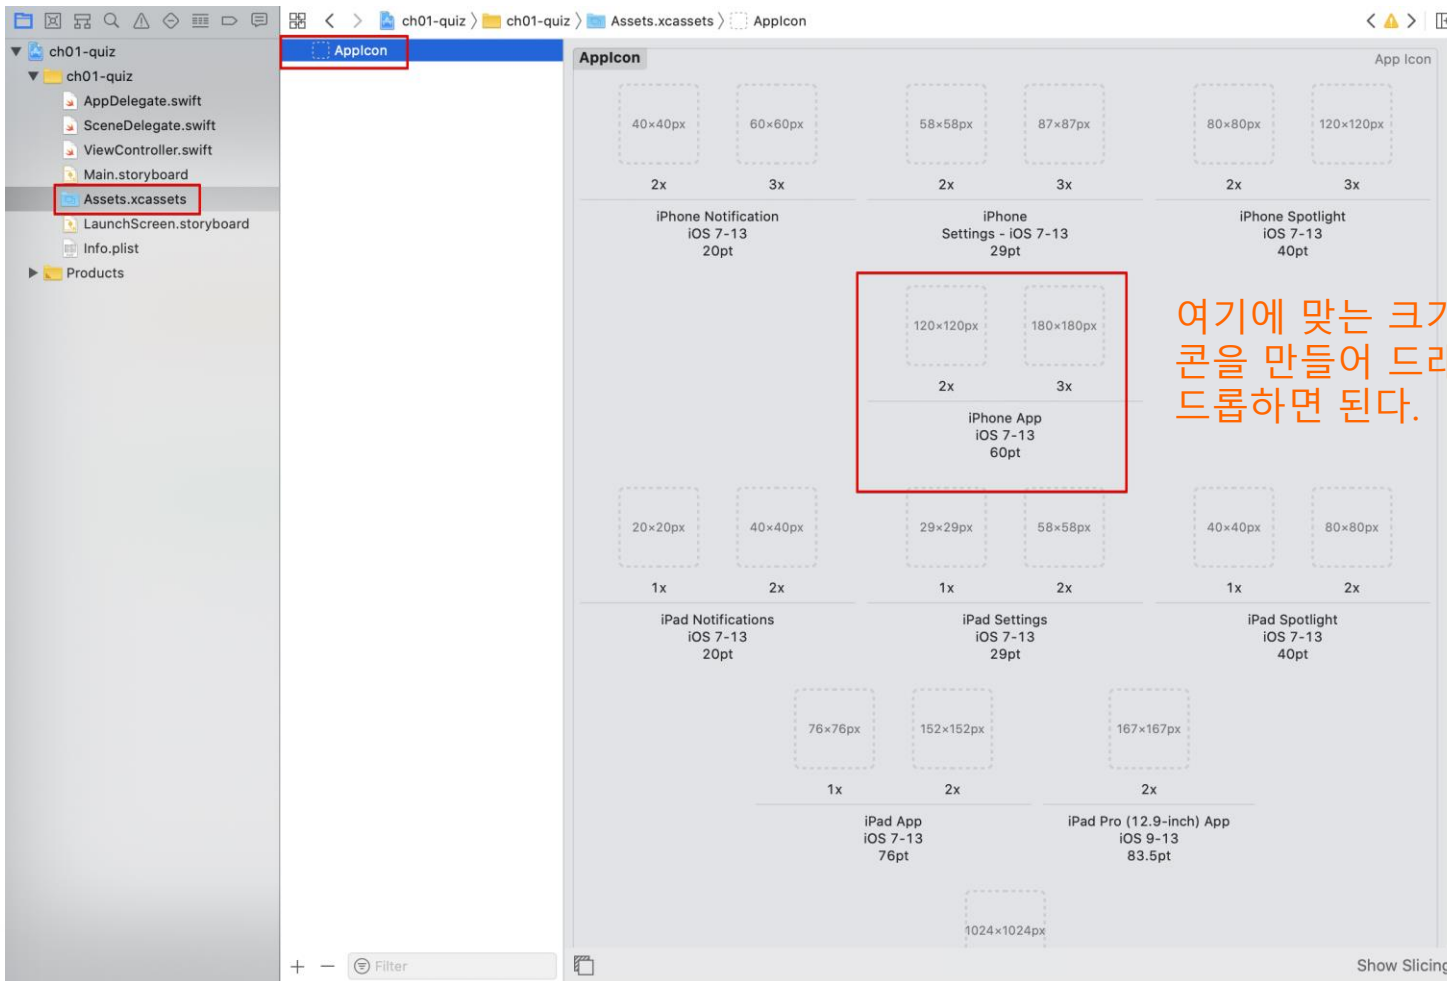 ch01-quiz 〉 ch01-quiz 〉 Assets.xcassets 〉 AppIcon
ch01-quiz
ch01-quiz
AppDelegate.swift
SceneDelegate.swift
ViewController.swift
Main.storyboard
Assets.xcassets
LaunchScreen.storyboard
Info.plist
Products
AppIcon
AppIcon
App Icon
40×40px 60×60px 58×58px 87×87px 80×80px 120×120px
2x 3x 2x 3x 2x 3x
iPhone Notification
iOS 7-13
20pt
iPhone
Settings - iOS 7-13
29pt
iPhone Spotlight
iOS 7-13
40pt
120×120px 180×180px
2x 3x
iPhone App
iOS 7-13
60pt
여기에 맞는
콘을 만들어
드롭하면 된다.
20×20px 40×40px 29×29px 58×58px 40×40px 80×80px
1x 2x 1x 2x 1x 2x
iPad Notifications
iOS 7-13
20pt
iPad Settings
iOS 7-13
29pt
iPad Spotlight
iOS 7-13
40pt
76×76px 152×152px 167×167px
1x 2x 2x
iPad App
iOS 7-13
76pt
iPad Pro (12.9-inch) App
iOS 9-13
83.5pt
1024×1024px
Filter
Show Slicing